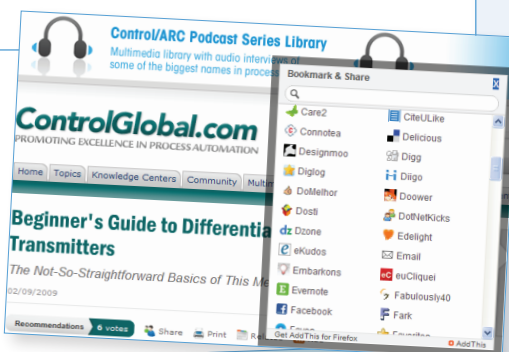 Control/ARC Podcast Series Library
Multimedia library with audio interviews of
some of the biggest names in process
ControlGlobal.com
PROMOTING EXCELLENCE IN PROCESS AUTOMATION
Home Topics Knowledge Centers Community
Beginner's Guide to Differential
Transmitters
The Not-So-Straightforward Basics of This
02/09/2009
Recommendations 6 votes Share Print
Bookmark & Share
Care2 CiteULike
Connotea Delicious
Designmoo Digg
Diglog Diigo
DoMelhor Doower
Dosti DotNetKicks
dz Dzone Edelight
eKudos Email
Embarkons eC euCliquei
Evernote Fabulously40
Facebook Fark
Get AddThis for Firefox AddThis